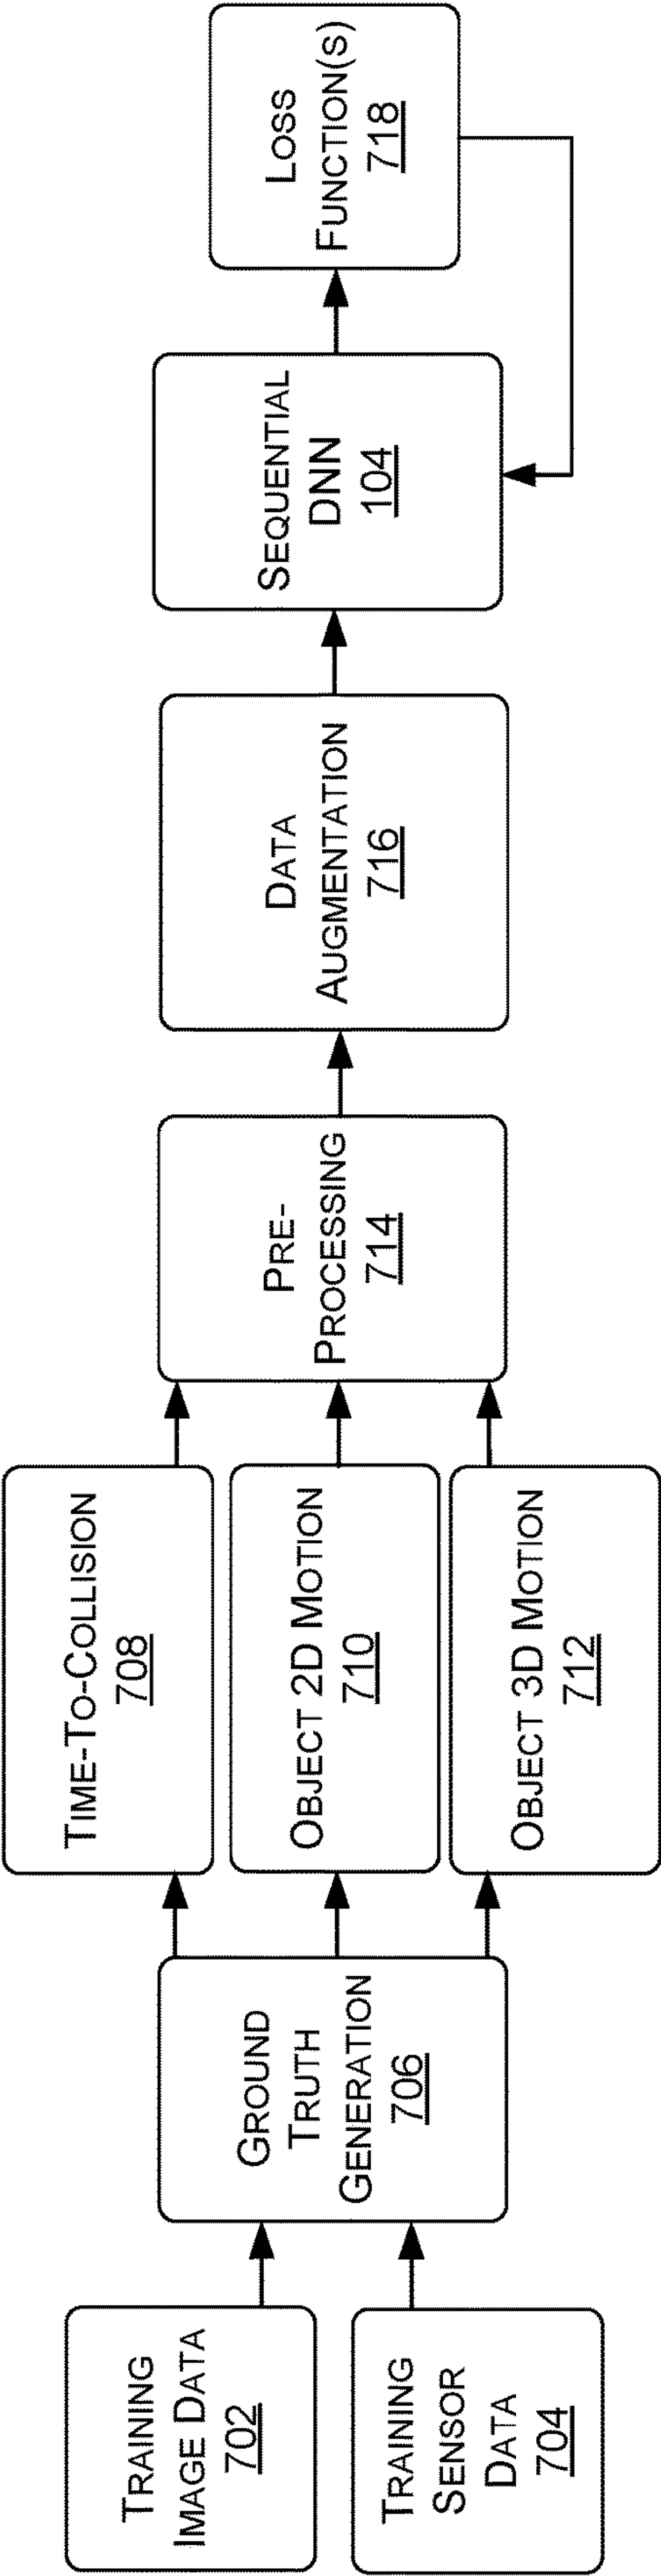 TRAINING
IMAGE DATA
702
TRAINING
SENSOR
DATA
704
GROUND
TRUTH
GENERATION
706
TIME-TO-COLLISION
708
OBJECT 2D MOTION
710
OBJECT 3D MOTION
712
PRE-
PROCESSING
714
DATA
AUGMENTATION
716
SEQUENTIAL
DNN
104
LOSS
FUNCTION(S)
718